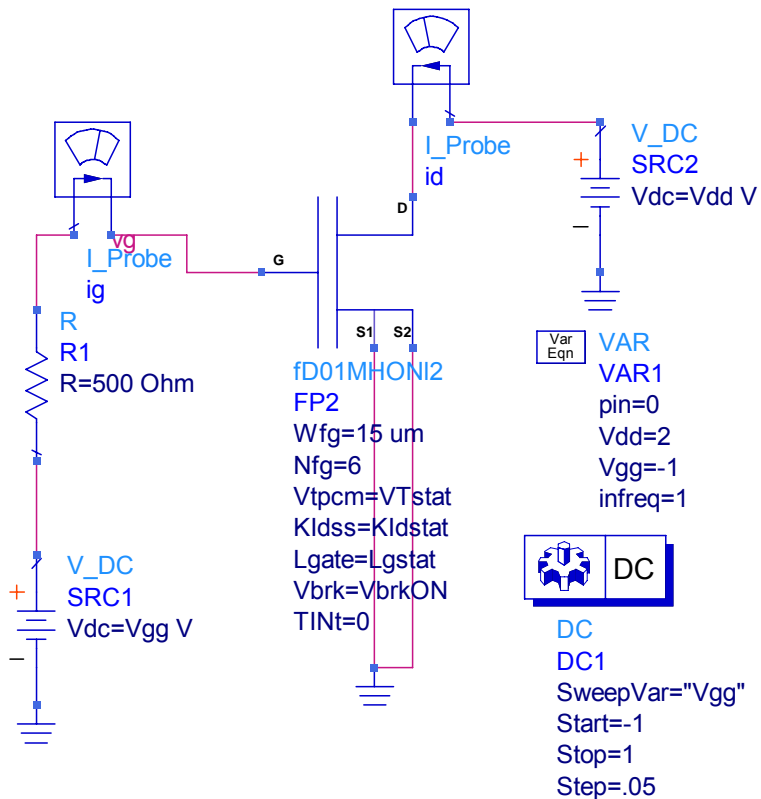 I_Probe
id
V_DC
SRC2
Vdc=Vdd V
+
−
vg
I_Probe
ig
G
D
S1
S2
R
R1
R=500 Ohm
fD01MHONI2
FP2
Wfg=15 um
Nfg=6
Vtpcm=VTstat
KIdss=KIdstat
Lgate=Lgstat
Vbrk=VbrkON
TINt=0
Var
Eqn
VAR
VAR1
pin=0
Vdd=2
Vgg=-1
infreq=1
V_DC
SRC1
Vdc=Vgg V
+
−
DC
DC
DC1
SweepVar="Vgg"
Start=-1
Stop=1
Step=.05